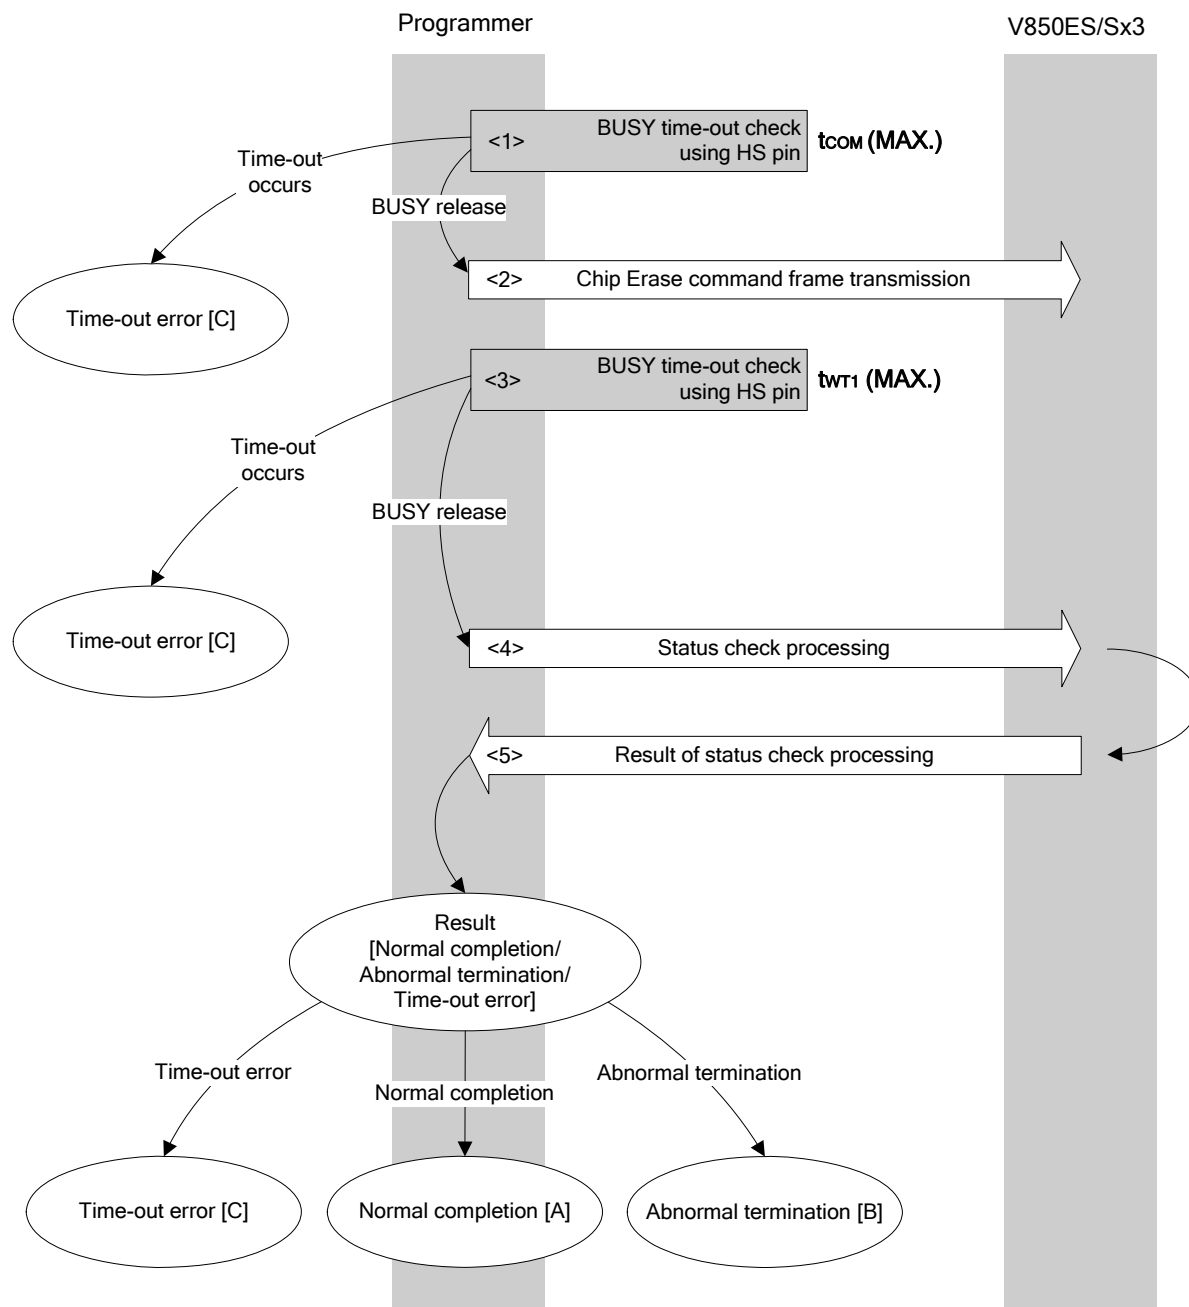 Programmer
V850ES/Sx3
<1>
BUSY time-out check
using HS pin
tCOM (MAX.)
Time-out
occurs
BUSY release
<2>
Chip Erase command frame transmission
Time-out error [C]
<3>
BUSY time-out check
using HS pin
tWT1 (MAX.)
Time-out
occurs
BUSY release
Time-out error [C]
<4>
Status check processing
<5>
Result of status check processing
Result
[Normal completion/
Abnormal termination/
Time-out error]
Time-out error
Normal completion
Abnormal termination
Time-out error [C]
Normal completion [A]
Abnormal termination [B]